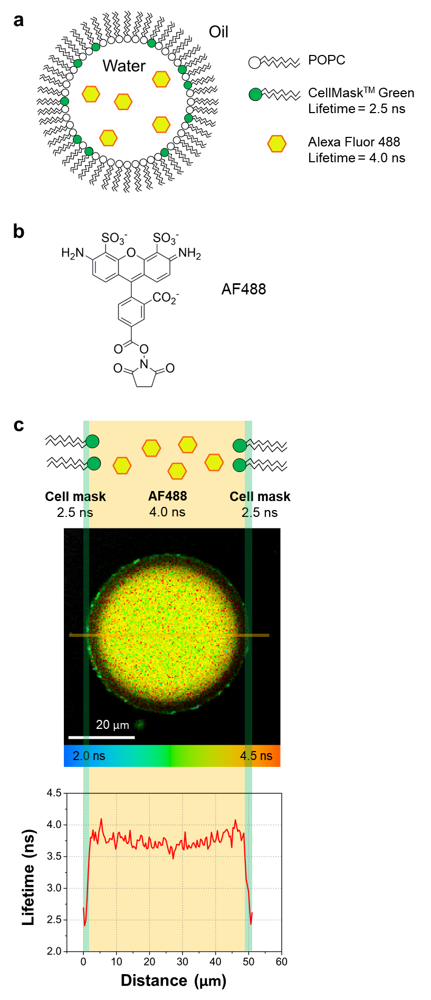 a
Oil
Water
POPC
CellMask™ Green
Lifetime = 2.5 ns
Alexa Fluor 488
Lifetime = 4.0 ns
b
SO3- SO3-
H2N O NH2
CO2-
AF488
O O
N
O O
c
Cell mask AF488 Cell mask
2.5 ns 4.0 ns 2.5 ns
20 µm
2.0 ns 4.5 ns
4.5
4.0
3.5
3.0
2.5
2.0
Lifetime (ns)
0 10 20 30 40 50 60
Distance (µm)